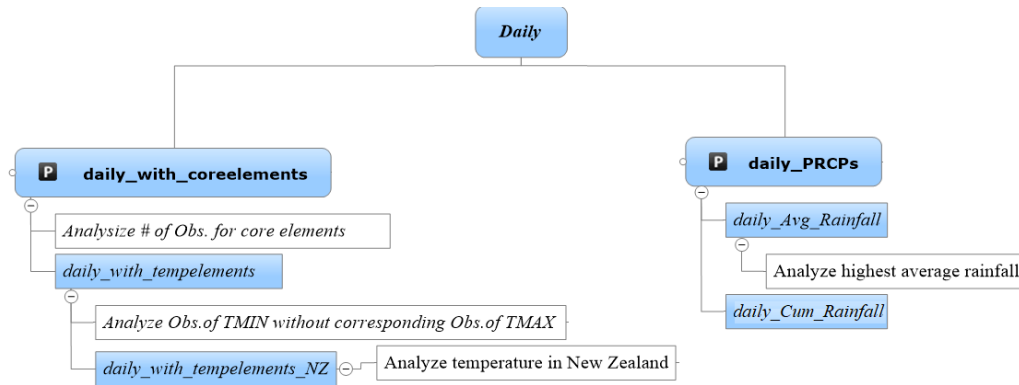 Daily
P daily_with_coreelements
Analysize # of Obs. for core elements
daily_with_tempelements
Analyze Obs.of TMIN without corresponding Obs.of TMAX
daily_with_tempelements_NZ
Analyze temperature in New Zealand
P daily_PRCPs
daily_Avg_Rainfall
Analyze highest average rainfall
daily_Cum_Rainfall